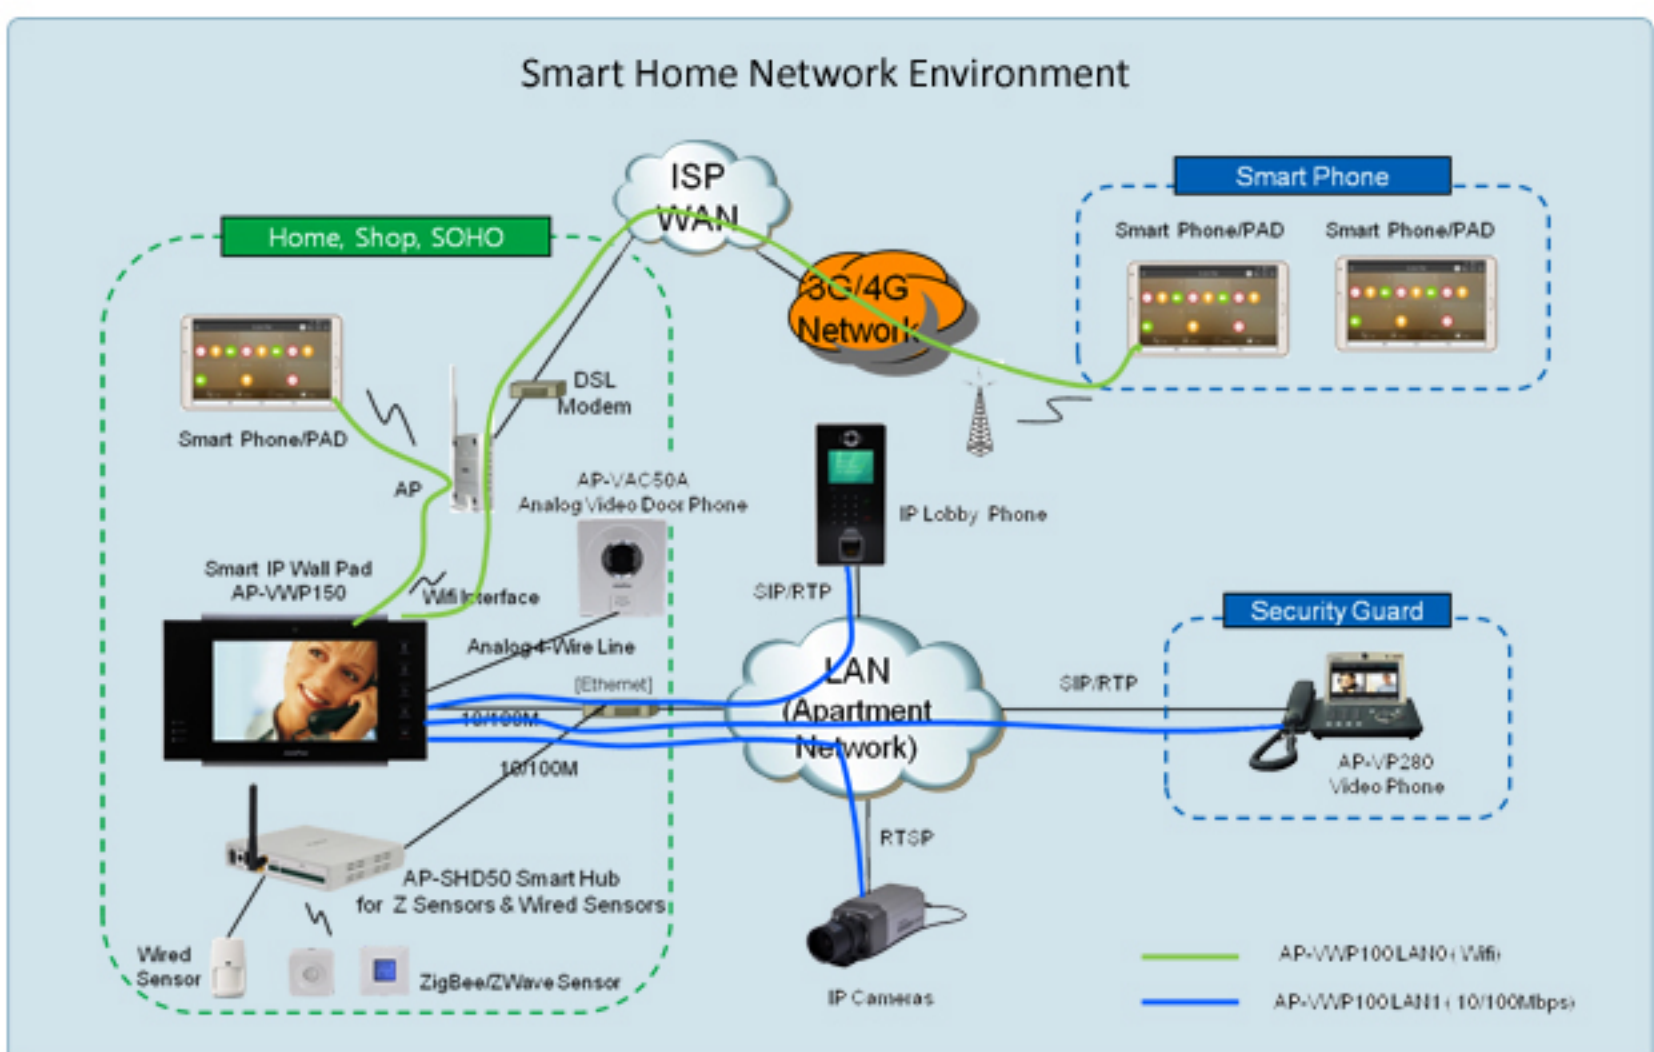 Smart Home Network Environment
ISP
WAN
Smart Phone
Home, Shop, SOHO
Smart Phone/PAD
Smart Phone/PAD
3G/4G
Network
DSL
Modem
Smart Phone/PAD
AP
AP-VAC50A
Analog Video Door Phone
IP Lobby Phone
Smart IP Wall Pad
AP-VWP150
Wifi Interface
SIP/RTP
Security Guard
Analog 4-Wire Line
LAN
(Apartment
Network)
[Ethernet]
SIP/RTP
10/100M
10/100M
AP-VP280
Video Phone
RTSP
AP-SHD50 Smart Hub
for Z Sensors & Wired Sensors
Wired
Sensor
ZigBee/ZWave Sensor
IP Cameras
AP-VWP100 LAN0 ( Wifi)
AP-VWP100 LAN1 ( 10/100Mbps)